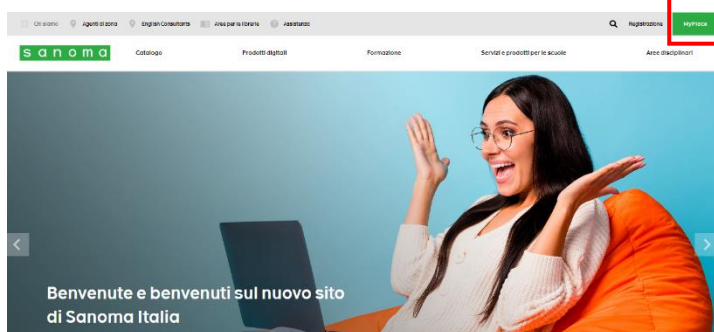 Chi siamo Agenti di zona English Consultants Area per le librerie Assistenza Registrazione MyPlace
sanoma Catalogo Prodotti digitali Formazione Servizi e prodotti per le scuole Aree disciplinari
Benvenute e benvenuti sul nuovo sito
di Sanoma Italia